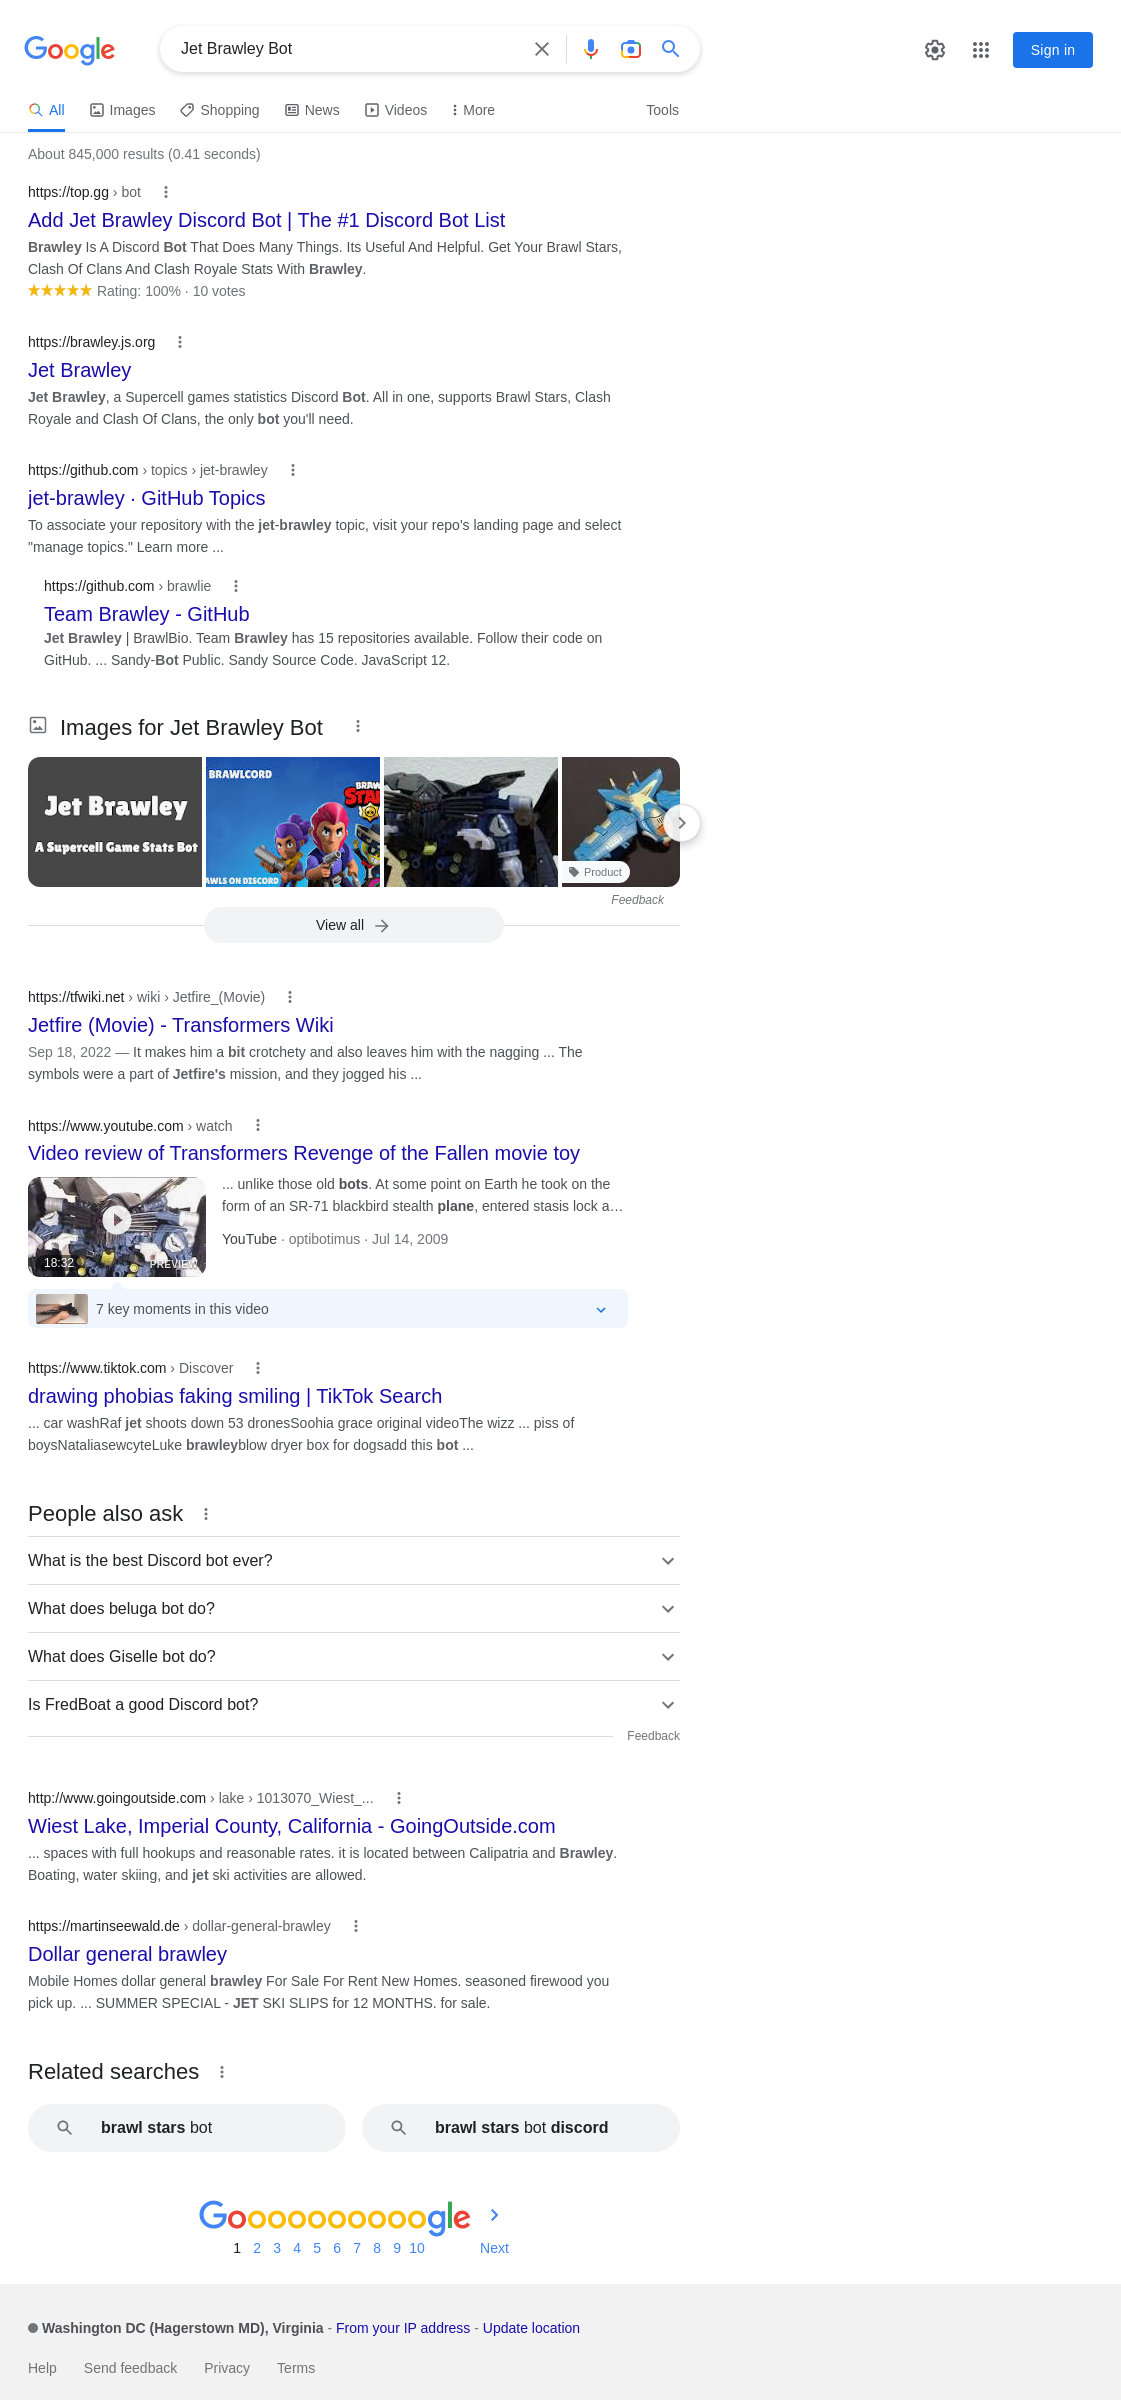 Google
Jet Brawley Bot
Sign in
All
Images
Shopping
News
Videos
More
Tools
About 845,000 results (0.41 seconds)
https://top.gg › bot
Add Jet Brawley Discord Bot | The #1 Discord Bot List
Brawley Is A Discord Bot That Does Many Things. Its Useful And Helpful. Get Your Brawl Stars,
Clash Of Clans And Clash Royale Stats With Brawley.
Rating: 100% · 10 votes
https://brawley.js.org
Jet Brawley
Jet Brawley, a Supercell games statistics Discord Bot. All in one, supports Brawl Stars, Clash
Royale and Clash Of Clans, the only bot you'll need.
https://github.com › topics › jet-brawley
jet-brawley · GitHub Topics
To associate your repository with the jet-brawley topic, visit your repo's landing page and select
"manage topics." Learn more ...
https://github.com › brawlie
Team Brawley - GitHub
Jet Brawley | BrawlBio. Team Brawley has 15 repositories available. Follow their code on
GitHub. ... Sandy-Bot Public. Sandy Source Code. JavaScript 12.
Images for Jet Brawley Bot
Jet Brawley
A Supercell Game Stats Bot
BRAWLCORD
BRAW
STA
AWLS ON DISCORD
Product
Feedback
View all
https://tfwiki.net › wiki › Jetfire_(Movie)
Jetfire (Movie) - Transformers Wiki
Sep 18, 2022 — It makes him a bit crotchety and also leaves him with the nagging ... The
symbols were a part of Jetfire's mission, and they jogged his ...
https://www.youtube.com › watch
Video review of Transformers Revenge of the Fallen movie toy
... unlike those old bots. At some point on Earth he took on the
form of an SR-71 blackbird stealth plane, entered stasis lock a…
YouTube · optibotimus · Jul 14, 2009
18:32
PREVIEW
7 key moments in this video
https://www.tiktok.com › Discover
drawing phobias faking smiling | TikTok Search
... car washRaf jet shoots down 53 dronesSoohia grace original videoThe wizz ... piss of
boysNataliasewcyteLuke brawleyblow dryer box for dogsadd this bot ...
People also ask
What is the best Discord bot ever?
What does beluga bot do?
What does Giselle bot do?
Is FredBoat a good Discord bot?
Feedback
http://www.goingoutside.com › lake › 1013070_Wiest_...
Wiest Lake, Imperial County, California - GoingOutside.com
... spaces with full hookups and reasonable rates. it is located between Calipatria and Brawley.
Boating, water skiing, and jet ski activities are allowed.
https://martinseewald.de › dollar-general-brawley
Dollar general brawley
Mobile Homes dollar general brawley For Sale For Rent New Homes. seasoned firewood you
pick up. ... SUMMER SPECIAL - JET SKI SLIPS for 12 MONTHS. for sale.
Related searches
brawl stars bot
brawl stars bot discord
Goooooooooogle
1 2 3 4 5 6 7 8 9 10 Next
Washington DC (Hagerstown MD), Virginia - From your IP address - Update location
Help Send feedback Privacy Terms